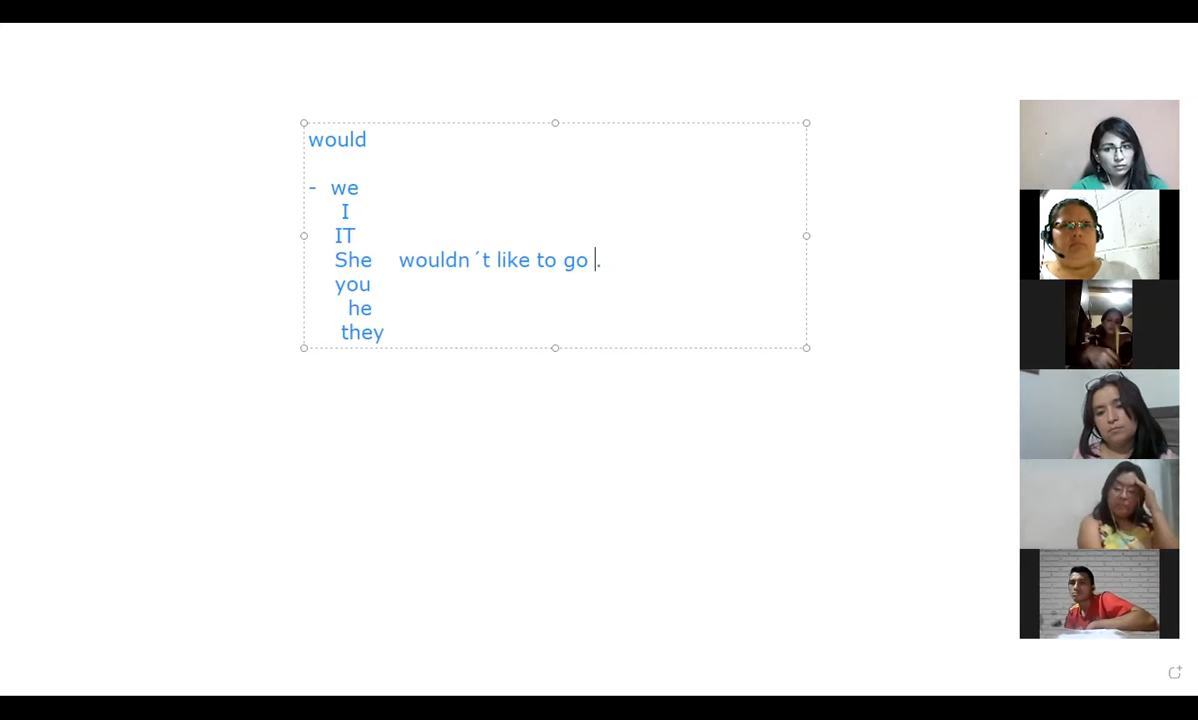 would
- we
I
IT
She wouldn´t like to go .
you
he
they